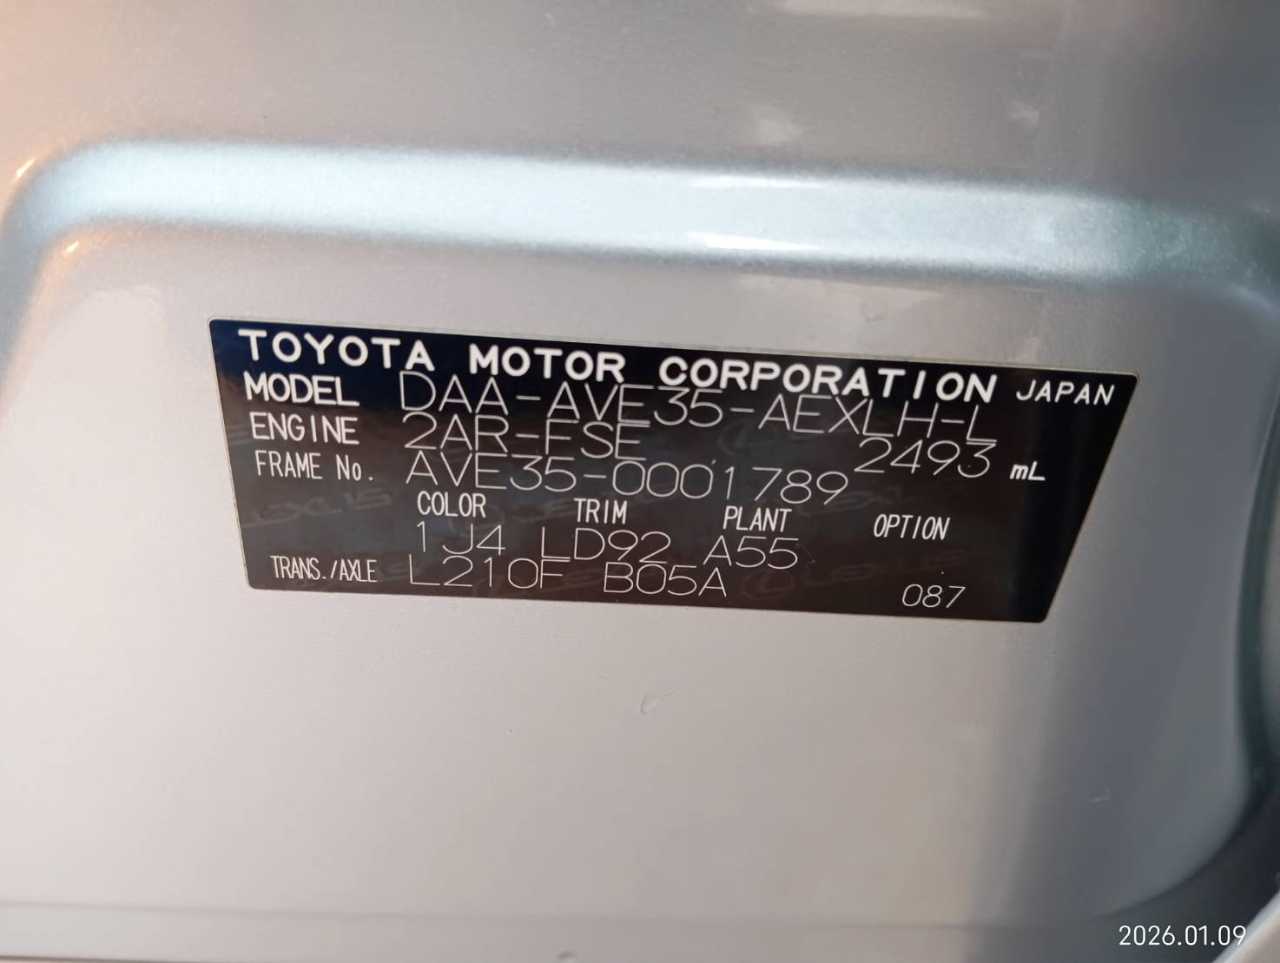 TOYOTA MOTOR CORPORATION JAPAN
MODEL DAA-AVE35-AEXLH-L
ENGINE 2AR-FSE 2493 mL
FRAME No. AVE35-0001789
COLOR TRIM PLANT OPTION
1J4 LD92 A55
TRANS./AXLE L210F B05A 087
2026.01.09